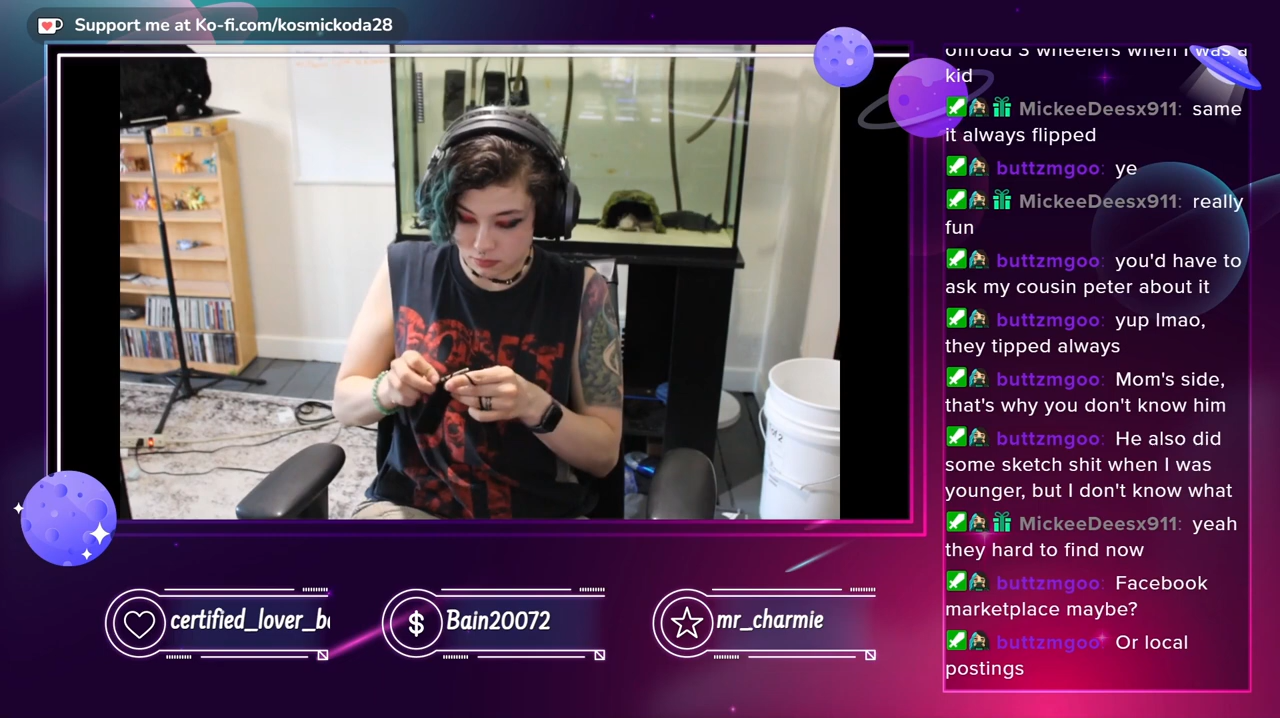 Support me at Ko-fi.com/kosmickoda28
offroad 3 wheelers when I was a
kid
MickeeDeesx911: same
it always flipped
buttzmgoo: ye
MickeeDeesx911: really
fun
buttzmgoo: you'd have to
ask my cousin peter about it
buttzmgoo: yup lmao,
they tipped always
buttzmgoo: Mom's side,
that's why you don't know him
buttzmgoo: He also did
some sketch shit when I was
younger, but I don't know what
MickeeDeesx911: yeah
they hard to find now
buttzmgoo: Facebook
marketplace maybe?
buttzmgoo: Or local
postings
DON'T
certified_lover_bo
Bain20072
mr_charmie